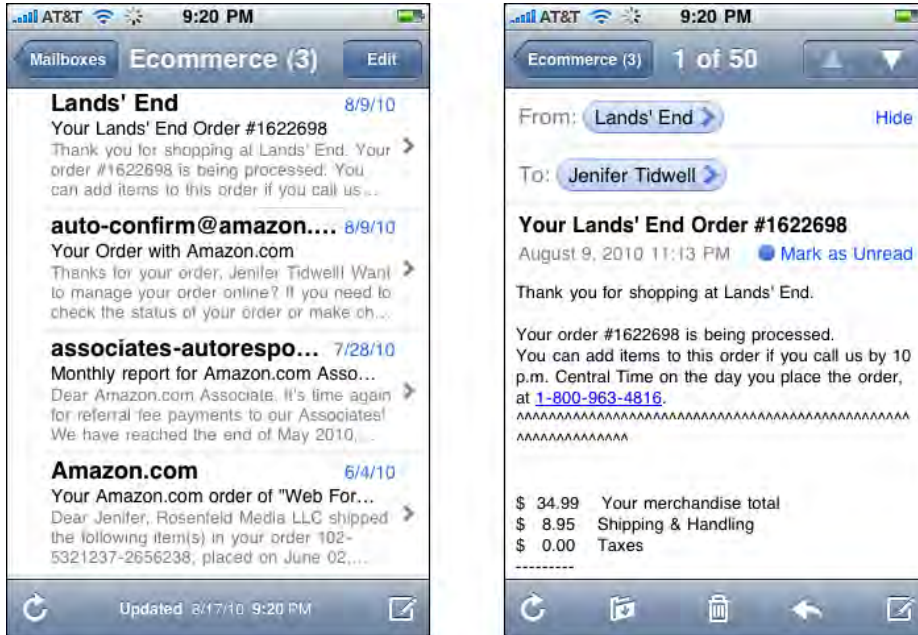 AT&T 9:20 PM
Mailboxes Ecommerce (3) Edit
Lands' End 8/9/10
Your Lands' End Order #1622698
Thank you for shopping at Lands' End. Your
order #1622698 is being processed. You
can add items to this order if you call us...
auto-confirm@amazon.... 8/9/10
Your Order with Amazon.com
Thanks for your order, Jenifer Tidwell! Want
to manage your order online? If you need to
check the status of your order or make ch...
associates-autorespo... 7/28/10
Monthly report for Amazon.com Asso...
Dear Amazon.com Associate, It's time again
for referral fee payments to our Associates!
We have reached the end of May 2010,...
Amazon.com 6/4/10
Your Amazon.com order of "Web For...
Dear Jenifer, Rosenfeld Media LLC shipped
the following item(s) in your order 102-
5321237-2656238, placed on June 02,...
Updated 8/17/10 9:20 PM
AT&T 9:20 PM
Ecommerce (3) 1 of 50
From: Lands' End Hide
To: Jenifer Tidwell
Your Lands' End Order #1622698
August 9, 2010 11:13 PM Mark as Unread
Thank you for shopping at Lands' End.
Your order #1622698 is being processed.
You can add items to this order if you call us by 10
p.m. Central Time on the day you place the order,
at 1-800-963-4816.
^^^^^^^^^^^^^^^^^^^^^^^^^^^^^^^^^^^^^^^^^^^^^^^^^
^^^^^^^^^^^^^^
$ 34.99 Your merchandise total
$ 8.95 Shipping & Handling
$ 0.00 Taxes
---------